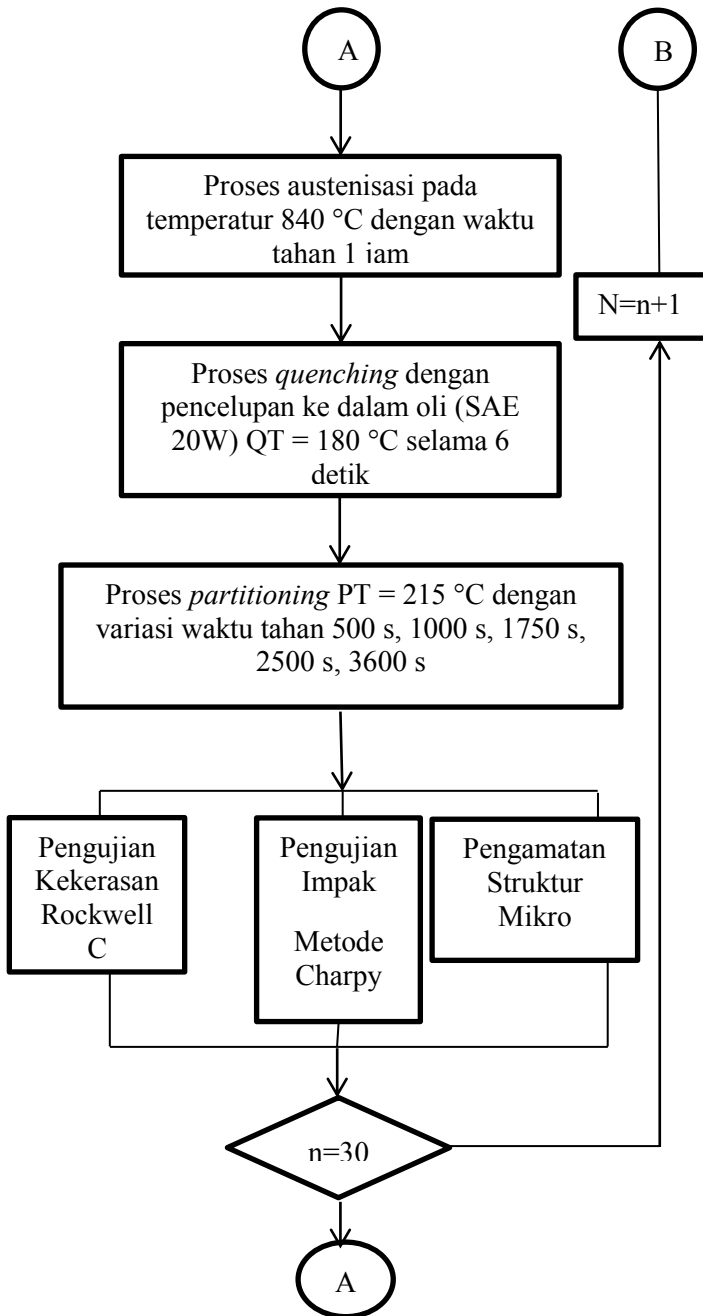 A
B
Proses austenisasi pada
temperatur 840 °C dengan waktu
tahan 1 jam
N=n+1
Proses quenching dengan
pencelupan ke dalam oli (SAE
20W) QT = 180 °C selama 6
detik
Proses partitioning PT = 215 °C dengan
variasi waktu tahan 500 s, 1000 s, 1750 s,
2500 s, 3600 s
Pengujian
Kekerasan
Rockwell
C
Pengujian
Impak
Metode
Charpy
Pengamatan
Struktur
Mikro
n=30
A